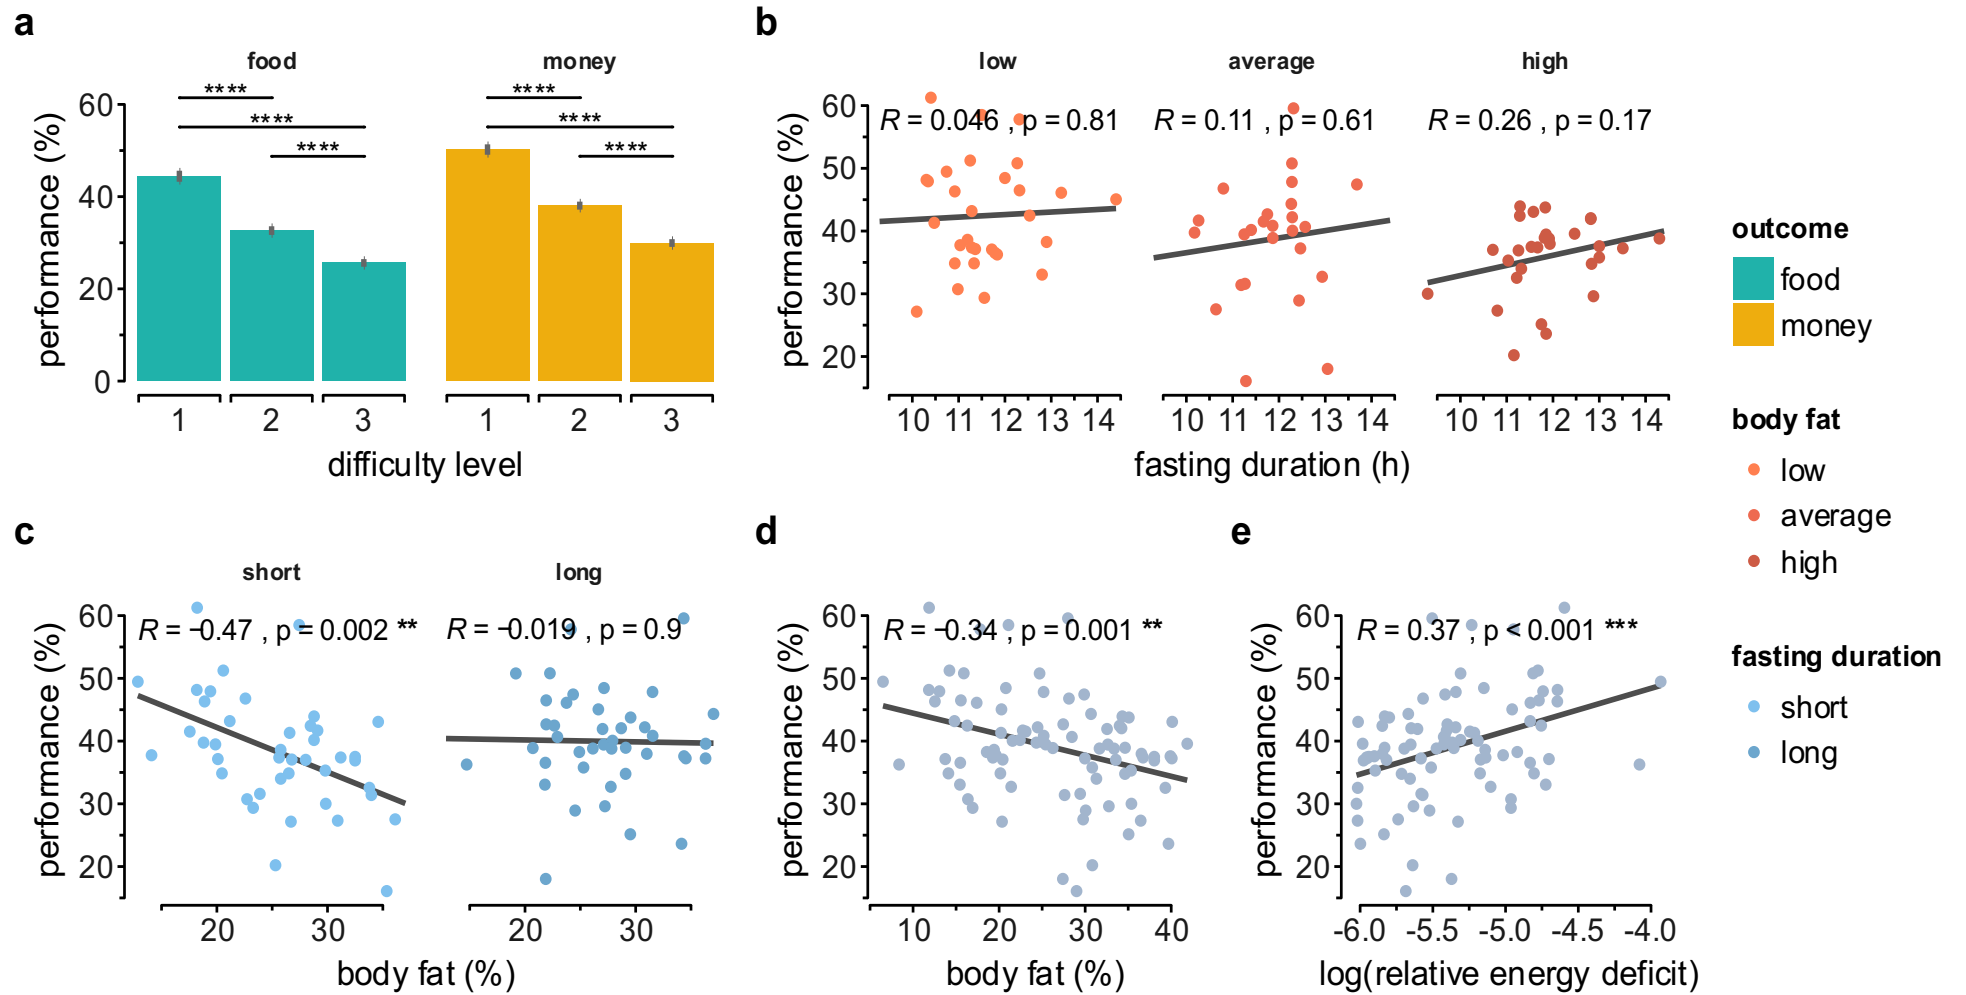 a
food
money
****
****
****
****
****
****
performance (%)
60
40
20
0
1 2 3
1 2 3
difficulty level
b
low
average
high
R = 0.046 , p = 0.81
R = 0.11 , p = 0.61
R = 0.26 , p = 0.17
performance (%)
60
50
40
30
20
10 11 12 13 14
10 11 12 13 14
10 11 12 13 14
fasting duration (h)
outcome
food
money
body fat
low
average
high
fasting duration
short
long
c
short
long
R = −0.47 , p = 0.002 **
R = −0.019 , p = 0.9
performance (%)
60
50
40
30
20
20 30
20 30
body fat (%)
d
R = −0.34 , p = 0.001 **
performance (%)
60
50
40
30
20
10 20 30 40
body fat (%)
e
R = 0.37 , p < 0.001 ***
performance (%)
60
50
40
30
20
-6.0 -5.5 -5.0 -4.5 -4.0
log(relative energy deficit)